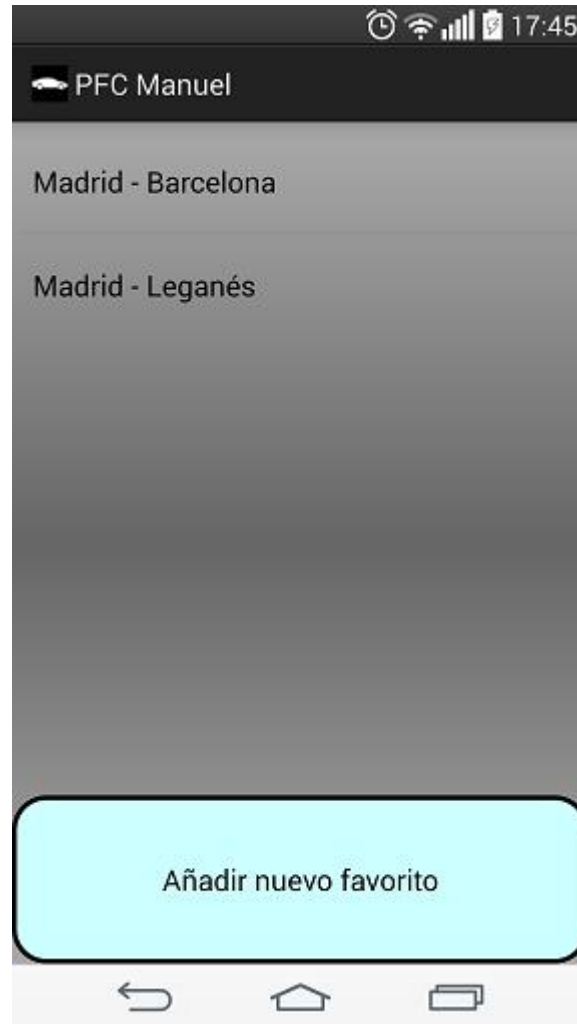 17:45
PFC Manuel
Madrid - Barcelona
Madrid - Leganés
Añadir nuevo favorito